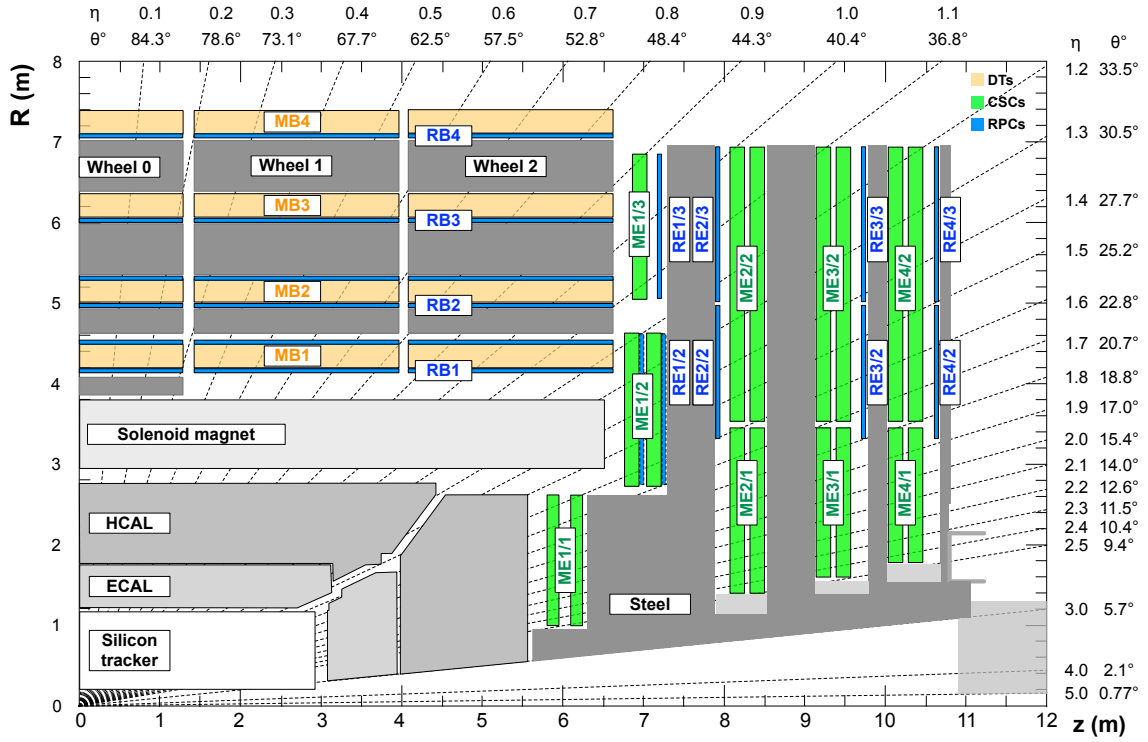 η 0.1 0.2 0.3 0.4 0.5 0.6 0.7 0.8 0.9 1.0 1.1 η θ°
θ° 84.3° 78.6° 73.1° 67.7° 62.5° 57.5° 52.8° 48.4° 44.3° 40.4° 36.8°
R (m)
8
7
6
5
4
3
2
1
0
1.2 33.5°
1.3 30.5°
1.4 27.7°
1.5 25.2°
1.6 22.8°
1.7 20.7°
1.8 18.8°
1.9 17.0°
2.0 15.4°
2.1 14.0°
2.2 12.6°
2.3 11.5°
2.4 10.4°
2.5 9.4°
3.0 5.7°
4.0 2.1°
5.0 0.77°
DTs
CSCs
RPCs
MB4
RB4
Wheel 0
Wheel 1
Wheel 2
MB3
RB3
MB2
RB2
MB1
RB1
Solenoid magnet
HCAL
ECAL
Silicon
tracker
Steel
ME1/3
RE1/3
RE2/3
ME2/2
ME3/2
RE3/3
ME4/2
RE4/3
ME1/2
RE1/2
RE2/2
RE3/2
RE4/2
ME1/1
ME2/1
ME3/1
ME4/1
0 1 2 3 4 5 6 7 8 9 10 11 12
z (m)